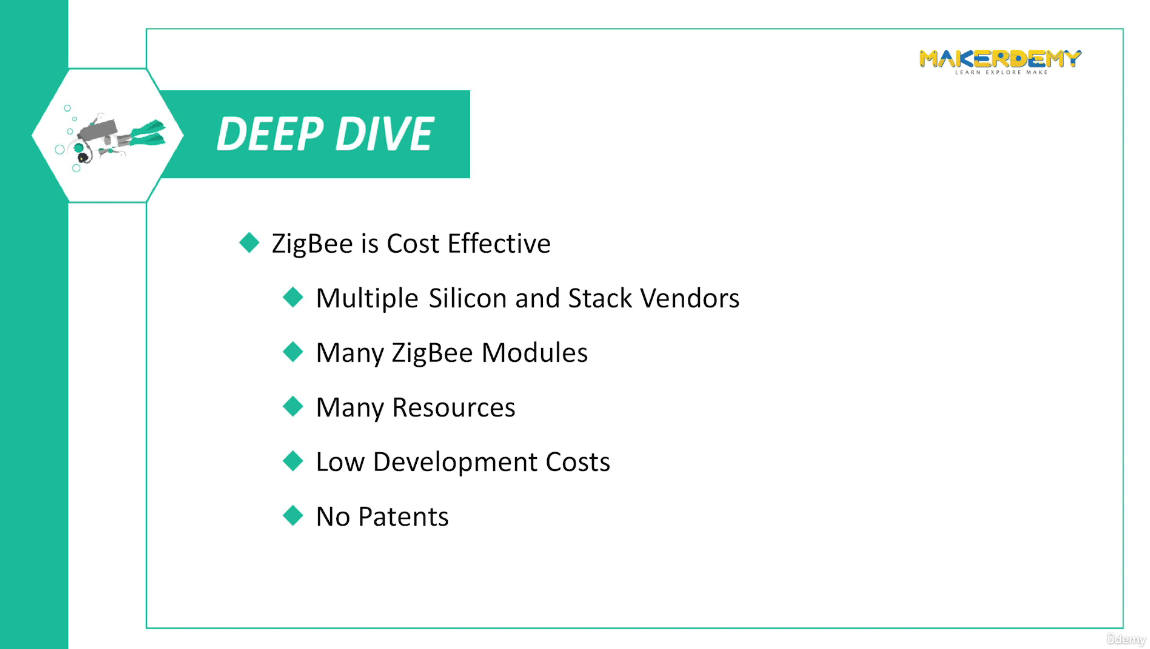 MAKERDEMY
LEARN EXPLORE MAKE
DEEP DIVE
ZigBee is Cost Effective
Multiple Silicon and Stack Vendors
Many ZigBee Modules
Many Resources
Low Development Costs
No Patents
ûdemy